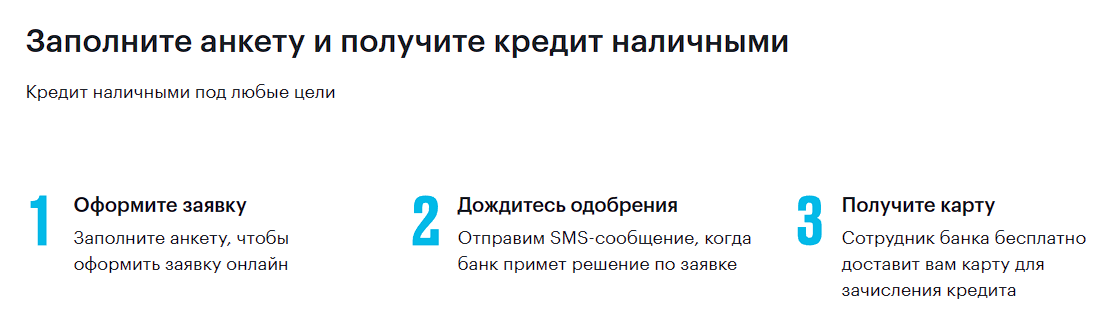 Заполните анкету и получите кредит наличными
Кредит наличными под любые цели
1
Оформите заявку
Заполните анкету, чтобы
оформить заявку онлайн
2
Дождитесь одобрения
Отправим SMS-сообщение, когда
банк примет решение по заявке
3
Получите карту
Сотрудник банка бесплатно
доставит вам карту для
зачисления кредита